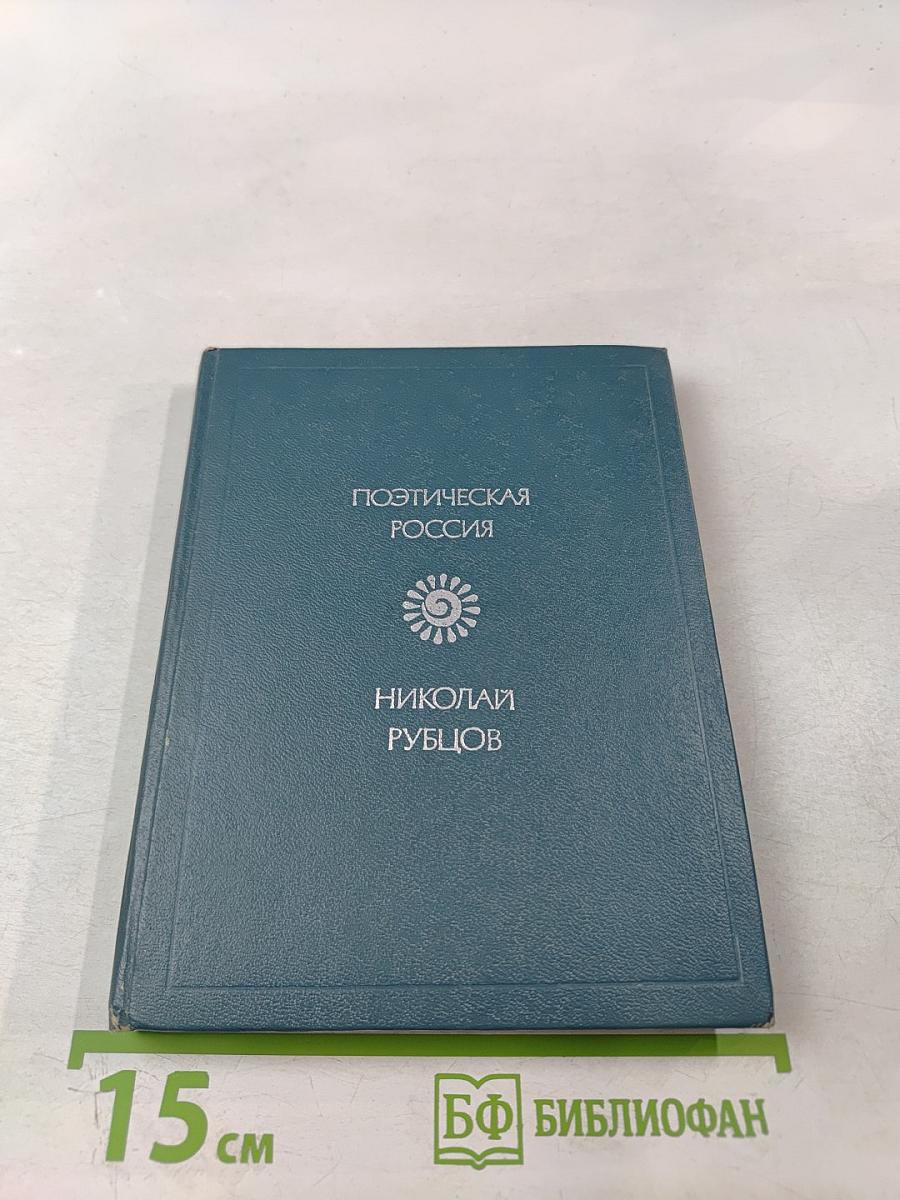 ПОЭТИЧЕСКАЯ
РОССИЯ
НИКОЛАЙ
РУБЦОВ
15 см
БФ БИБЛИОФАН